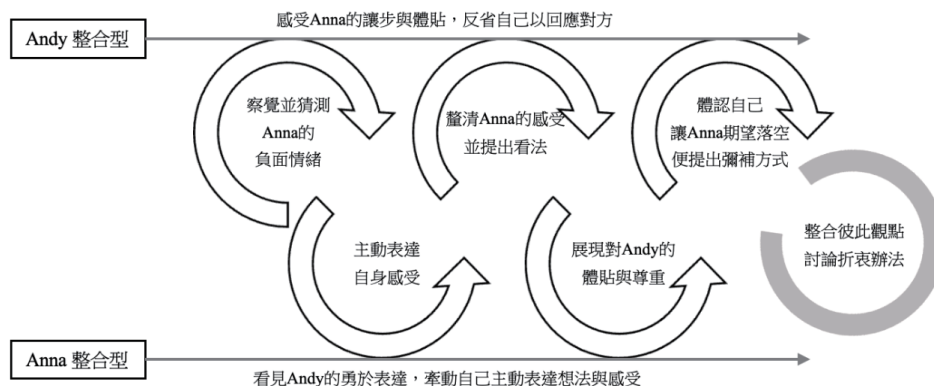 感受Anna的讓步與體貼，反省自己以回應對方
Andy 整合型
察覺並猜測
Anna的
負面情緒
釐清Anna的感受
並提出看法
體認自己
讓Anna期望落空
便提出彌補方式
主動表達
自身感受
展現對Andy的
體貼與尊重
整合彼此觀點
討論折衷辦法
Anna 整合型
看見Andy的勇於表達，牽動自己主動表達想法與感受